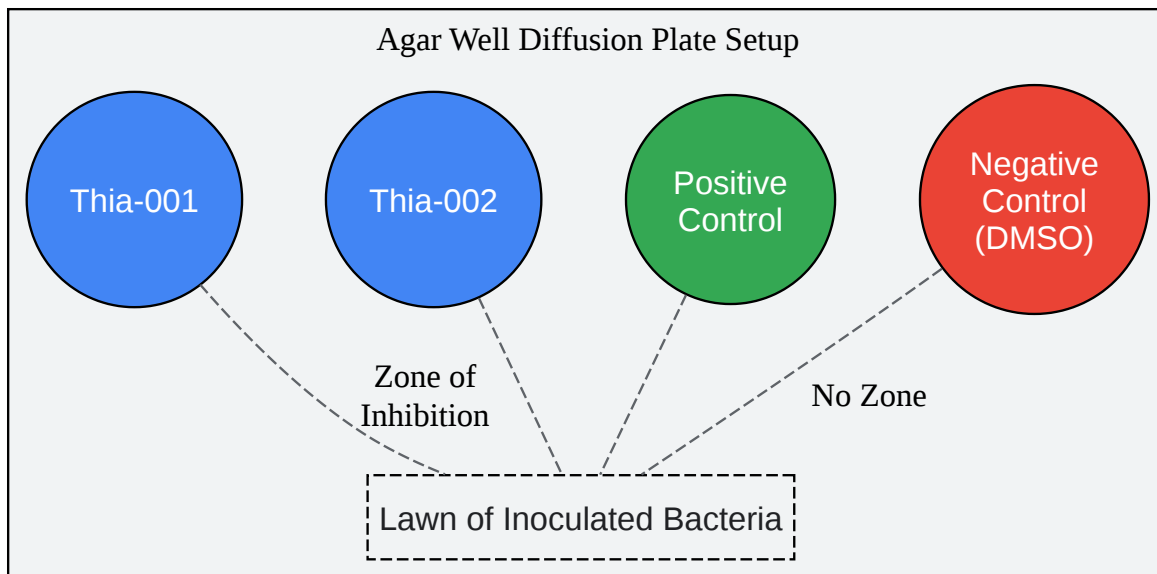 Agar Well Diffusion Plate Setup
Thia-001
Thia-002
Positive
Control
Negative
Control
(DMSO)
Zone of
Inhibition
No Zone
Lawn of Inoculated Bacteria